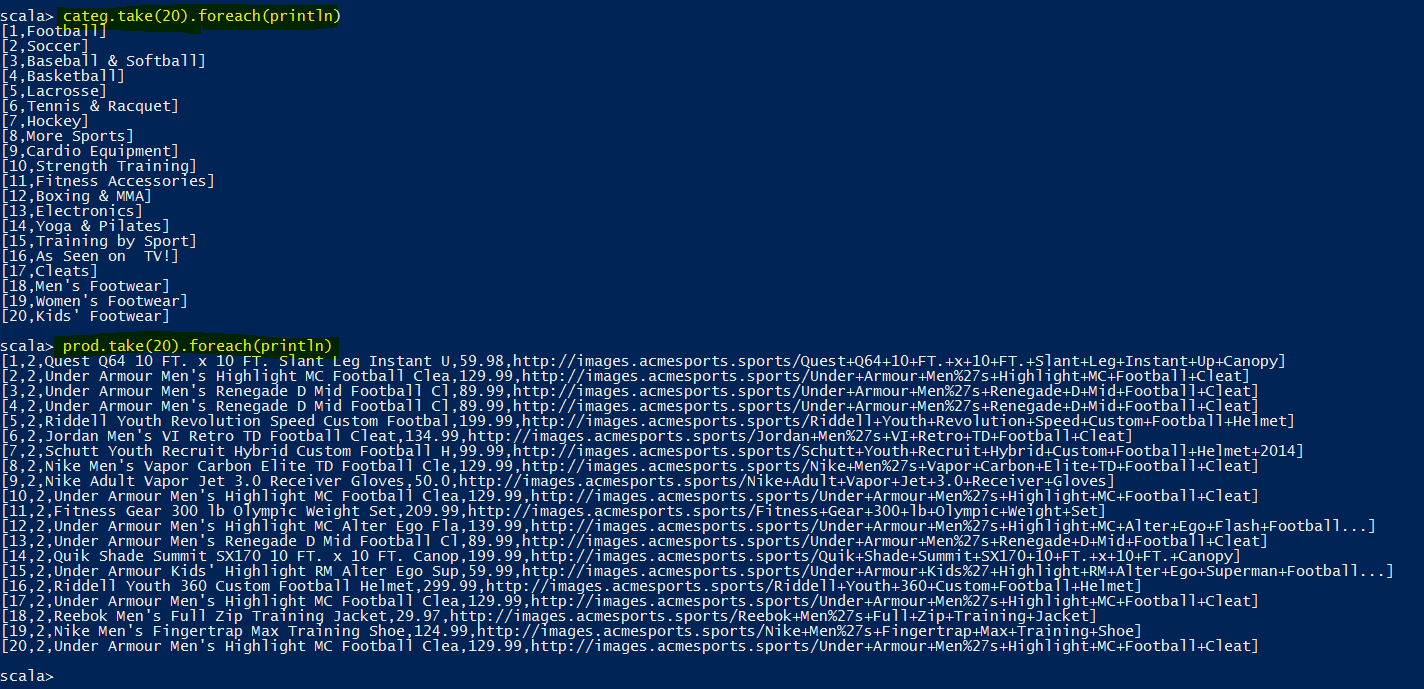 scala> categ.take(20).foreach(println)
[1,Football]
[2,Soccer]
[3,Baseball & Softball]
[4,Basketball]
[5,Lacrosse]
[6,Tennis & Racquet]
[7,Hockey]
[8,More Sports]
[9,Cardio Equipment]
[10,Strength Training]
[11,Fitness Accessories]
[12,Boxing & MMA]
[13,Electronics]
[14,Yoga & Pilates]
[15,Training by Sport]
[16,As Seen on  TV!]
[17,Cleats]
[18,Men's Footwear]
[19,Women's Footwear]
[20,Kids' Footwear]
scala> prod.take(20).foreach(println)
[1,2,Quest Q64 10 FT. x 10 FT. Slant Leg Instant U,59.98,http://images.acmesports.sports/Quest+Q64+10+FT.+x+10+FT.+Slant+Leg+Instant+Up+Canopy]
[2,2,Under Armour Men's Highlight MC Football Clea,129.99,http://images.acmesports.sports/Under+Armour+Men%27s+Highlight+MC+Football+Cleat]
[3,2,Under Armour Men's Renegade D Mid Football Cl,89.99,http://images.acmesports.sports/Under+Armour+Men%27s+Renegade+D+Mid+Football+Cleat]
[4,2,Under Armour Men's Renegade D Mid Football Cl,89.99,http://images.acmesports.sports/Under+Armour+Men%27s+Renegade+D+Mid+Football+Cleat]
[5,2,Riddell Youth Revolution Speed Custom Footbal,199.99,http://images.acmesports.sports/Riddell+Youth+Revolution+Speed+Custom+Football+Helmet]
[6,2,Jordan Men's VI Retro TD Football Cleat,134.99,http://images.acmesports.sports/Jordan+Men%27s+VI+Retro+TD+Football+Cleat]
[7,2,Schutt Youth Recruit Hybrid Custom Football H,99.99,http://images.acmesports.sports/Schutt+Youth+Recruit+Hybrid+Custom+Football+Helmet+2014]
[8,2,Nike Men's Vapor Carbon Elite TD Football Cle,129.99,http://images.acmesports.sports/Nike+Men%27s+Vapor+Carbon+Elite+TD+Football+Cleat]
[9,2,Nike Adult Vapor Jet 3.0 Receiver Gloves,50.0,http://images.acmesports.sports/Nike+Adult+Vapor+Jet+3.0+Receiver+Gloves]
[10,2,Under Armour Men's Highlight MC Football Clea,129.99,http://images.acmesports.sports/Under+Armour+Men%27s+Highlight+MC+Football+Cleat]
[11,2,Fitness Gear 300 lb Olympic Weight Set,209.99,http://images.acmesports.sports/Fitness+Gear+300+lb+Olympic+Weight+Set]
[12,2,Under Armour Men's Highlight MC Alter Ego Fla,139.99,http://images.acmesports.sports/Under+Armour+Men%27s+Highlight+MC+Alter+Ego+Flash+Football...]
[13,2,Under Armour Men's Renegade D Mid Football Cl,89.99,http://images.acmesports.sports/Under+Armour+Men%27s+Renegade+D+Mid+Football+Cleat]
[14,2,Quik Shade Summit SX170 10 FT. x 10 FT. Canop,199.99,http://images.acmesports.sports/Quik+Shade+Summit+SX170+10+FT.+x+10+FT.+Canopy]
[15,2,Under Armour Kids' Highlight RM Alter Ego Sup,59.99,http://images.acmesports.sports/Under+Armour+Kids%27+Highlight+RM+Alter+Ego+Superman+Football...]
[16,2,Riddell Youth 360 Custom Football Helmet,299.99,http://images.acmesports.sports/Riddell+Youth+360+Custom+Football+Helmet]
[17,2,Under Armour Men's Highlight MC Football Clea,129.99,http://images.acmesports.sports/Under+Armour+Men%27s+Highlight+MC+Football+Cleat]
[18,2,Reebok Men's Full Zip Training Jacket,29.97,http://images.acmesports.sports/Reebok+Men%27s+Full+Zip+Training+Jacket]
[19,2,Nike Men's Fingertrap Max Training Shoe,124.99,http://images.acmesports.sports/Nike+Men%27s+Fingertrap+Max+Training+Shoe]
[20,2,Under Armour Men's Highlight MC Football Clea,129.99,http://images.acmesports.sports/Under+Armour+Men%27s+Highlight+MC+Football+Cleat]
scala>